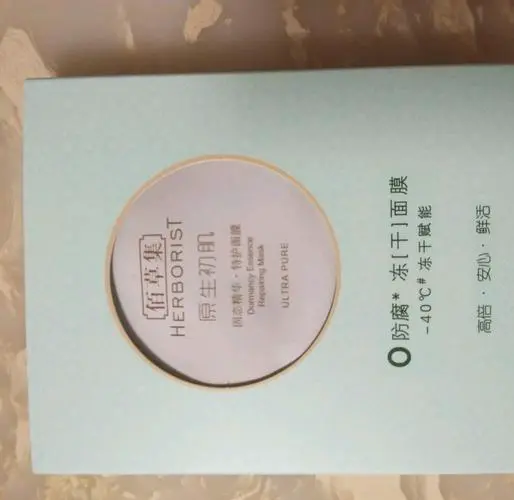 佰草集
HERBORIST
原生初肌
固态精华·特护面膜
Durmancy Essence
Repairing Mask
ULTRA PURE
0防腐* 冻[干]面膜
-40℃# 冻干赋能
高倍·安心·鲜活